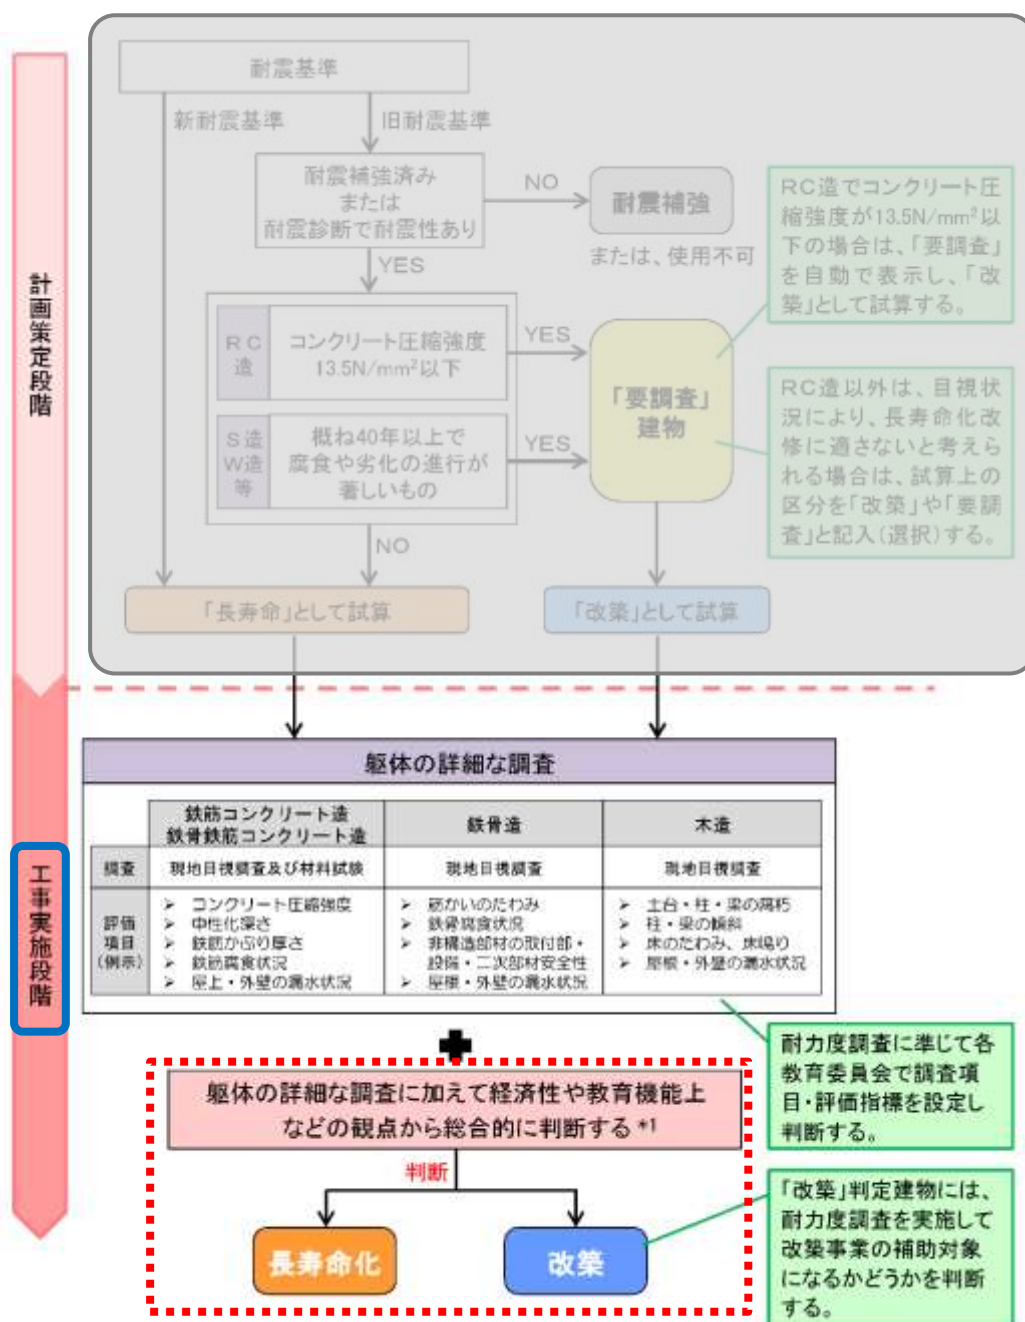 計画策定段階
耐震基準
新耐震基準
旧耐震基準
耐震補強済み
または
耐震診断で耐震性あり
NO
耐震補強
または、使用不可
YES
RC造でコンクリート圧
縮強度が13.5N/mm²以
下の場合は、「要調査」
を自動で表示し、「改
築」として試算する。
RC
造
コンクリート圧縮強度
13.5N/mm²以下
YES
S造
W造
等
概ね40年以上で
腐食や劣化の進行が
著しいもの
YES
「要調査」
建物
RC造以外は、目視状
況により、長寿命化改
修に適さないと考えら
れる場合は、試算上の
区分を「改築」や「要調
査」と記入(選択)する。
NO
「長寿命」として試算
「改築」として試算
工事実施段階
躯体の詳細な調査
鉄筋コンクリート造
鉄骨鉄筋コンクリート造
鉄骨造
木造
調査
現地目視調査及び材料試験
現地目視調査
現地目視調査
評価
項目
(例示)
➢ コンクリート圧縮強度
➢ 中性化深さ
➢ 鉄筋かぶり厚さ
➢ 鉄筋腐食状況
➢ 屋上・外壁の漏水状況
➢ 筋かいのたわみ
➢ 鉄骨腐食状況
➢ 非構造部材の取付部・
設備・二次部材安全性
➢ 屋根・外壁の漏水状況
➢ 土台・柱・梁の腐朽
➢ 柱・梁の傾斜
➢ 床のたわみ、床鳴り
➢ 屋根・外壁の漏水状況
耐力度調査に準じて各
教育委員会で調査項
目・評価指標を設定し
判断する。
躯体の詳細な調査に加えて経済性や教育機能上
などの観点から総合的に判断する *1
判断
長寿命化
改築
「改築」判定建物には、
耐力度調査を実施して
改築事業の補助対象
になるかどうかを判断
する。